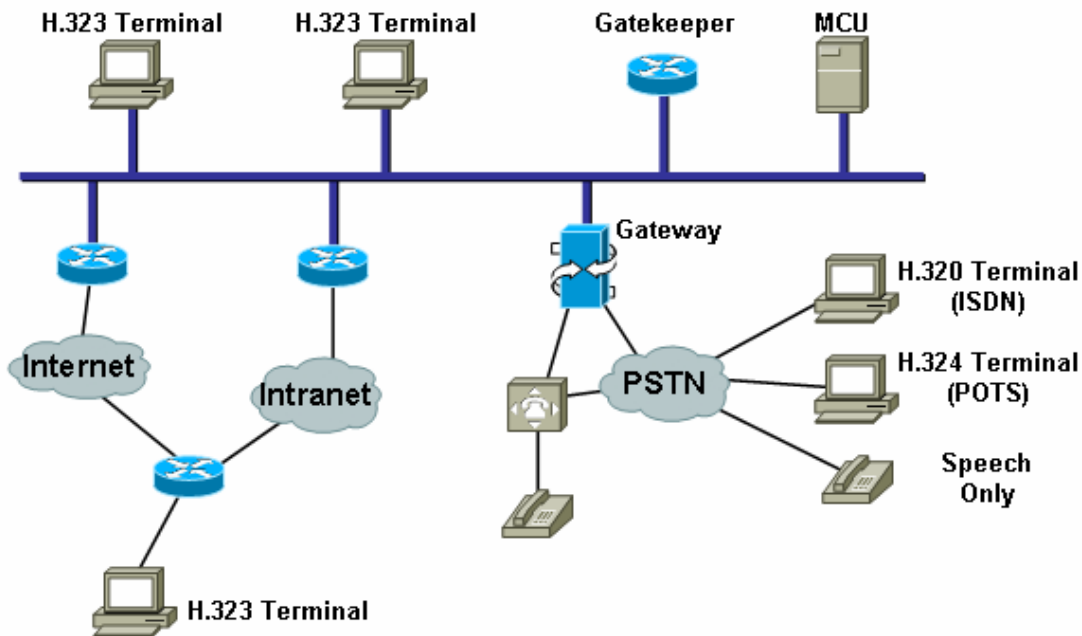 H.323 Terminal
H.323 Terminal
Gatekeeper
MCU
Gateway
H.320 Terminal
(ISDN)
Internet
Intranet
PSTN
H.324 Terminal
(POTS)
Speech
Only
H.323 Terminal